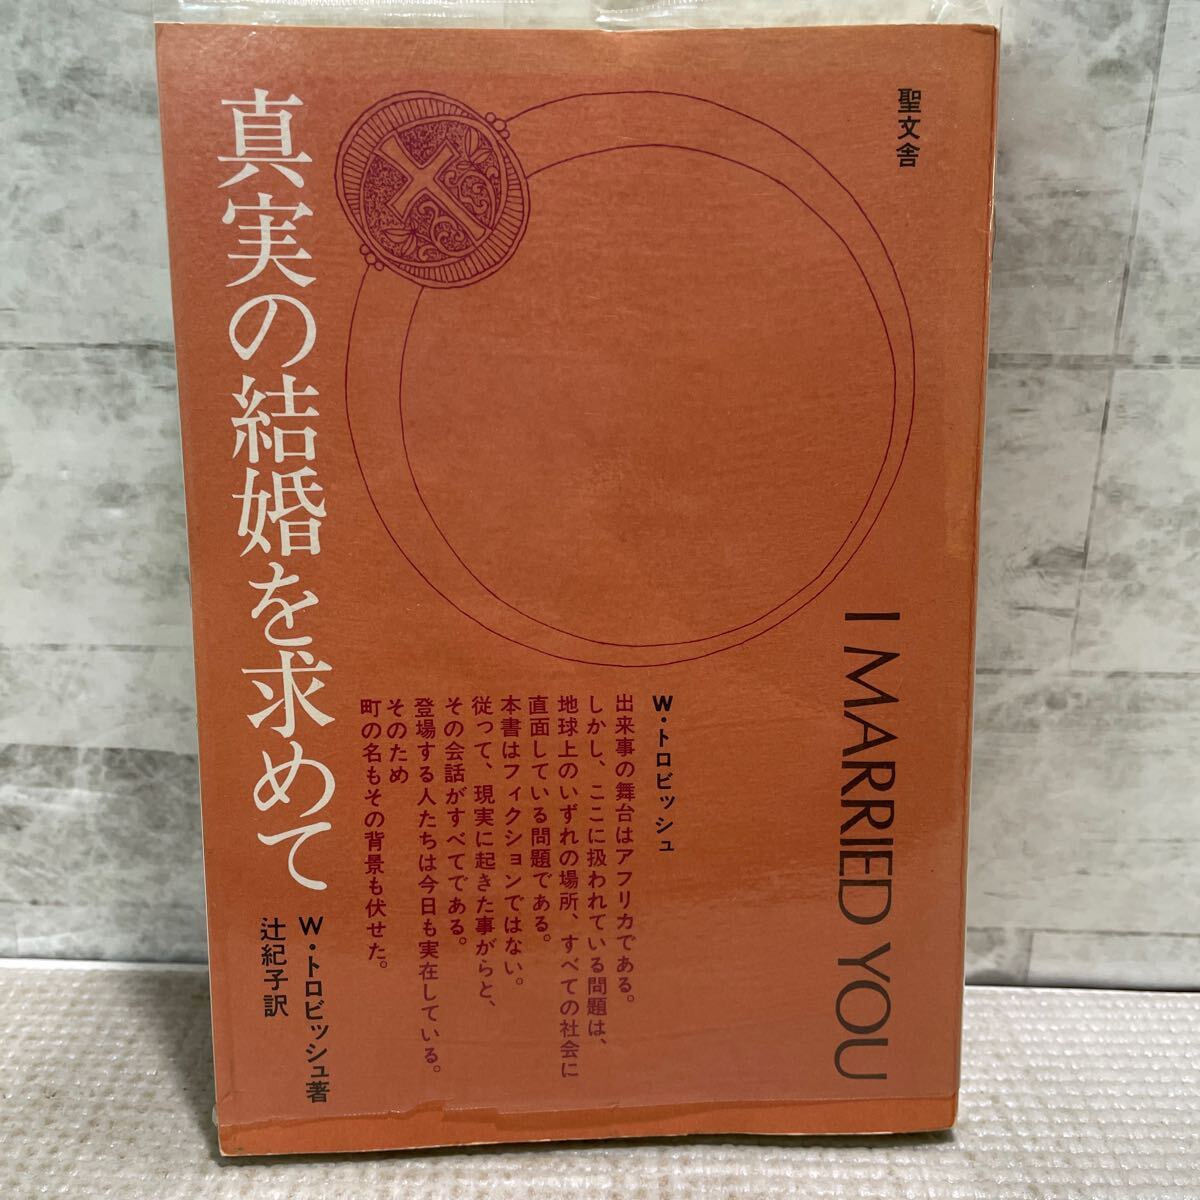 聖文舎
I MARRIED YOU
W・トロビッシュ
出来事の舞台はアフリカである。
しかし、ここに扱われている問題は、
地球上のいずれの場所、すべての社会に
直面している問題である。
本書はフィクションではない。
従って、現実に起きた事がらと、
その会話がすべてである。
登場する人たちは今日も実在している。
そのため
町の名もその背景も伏せた。
真実の結婚を求めて
W・トロビッシュ著
辻紀子訳